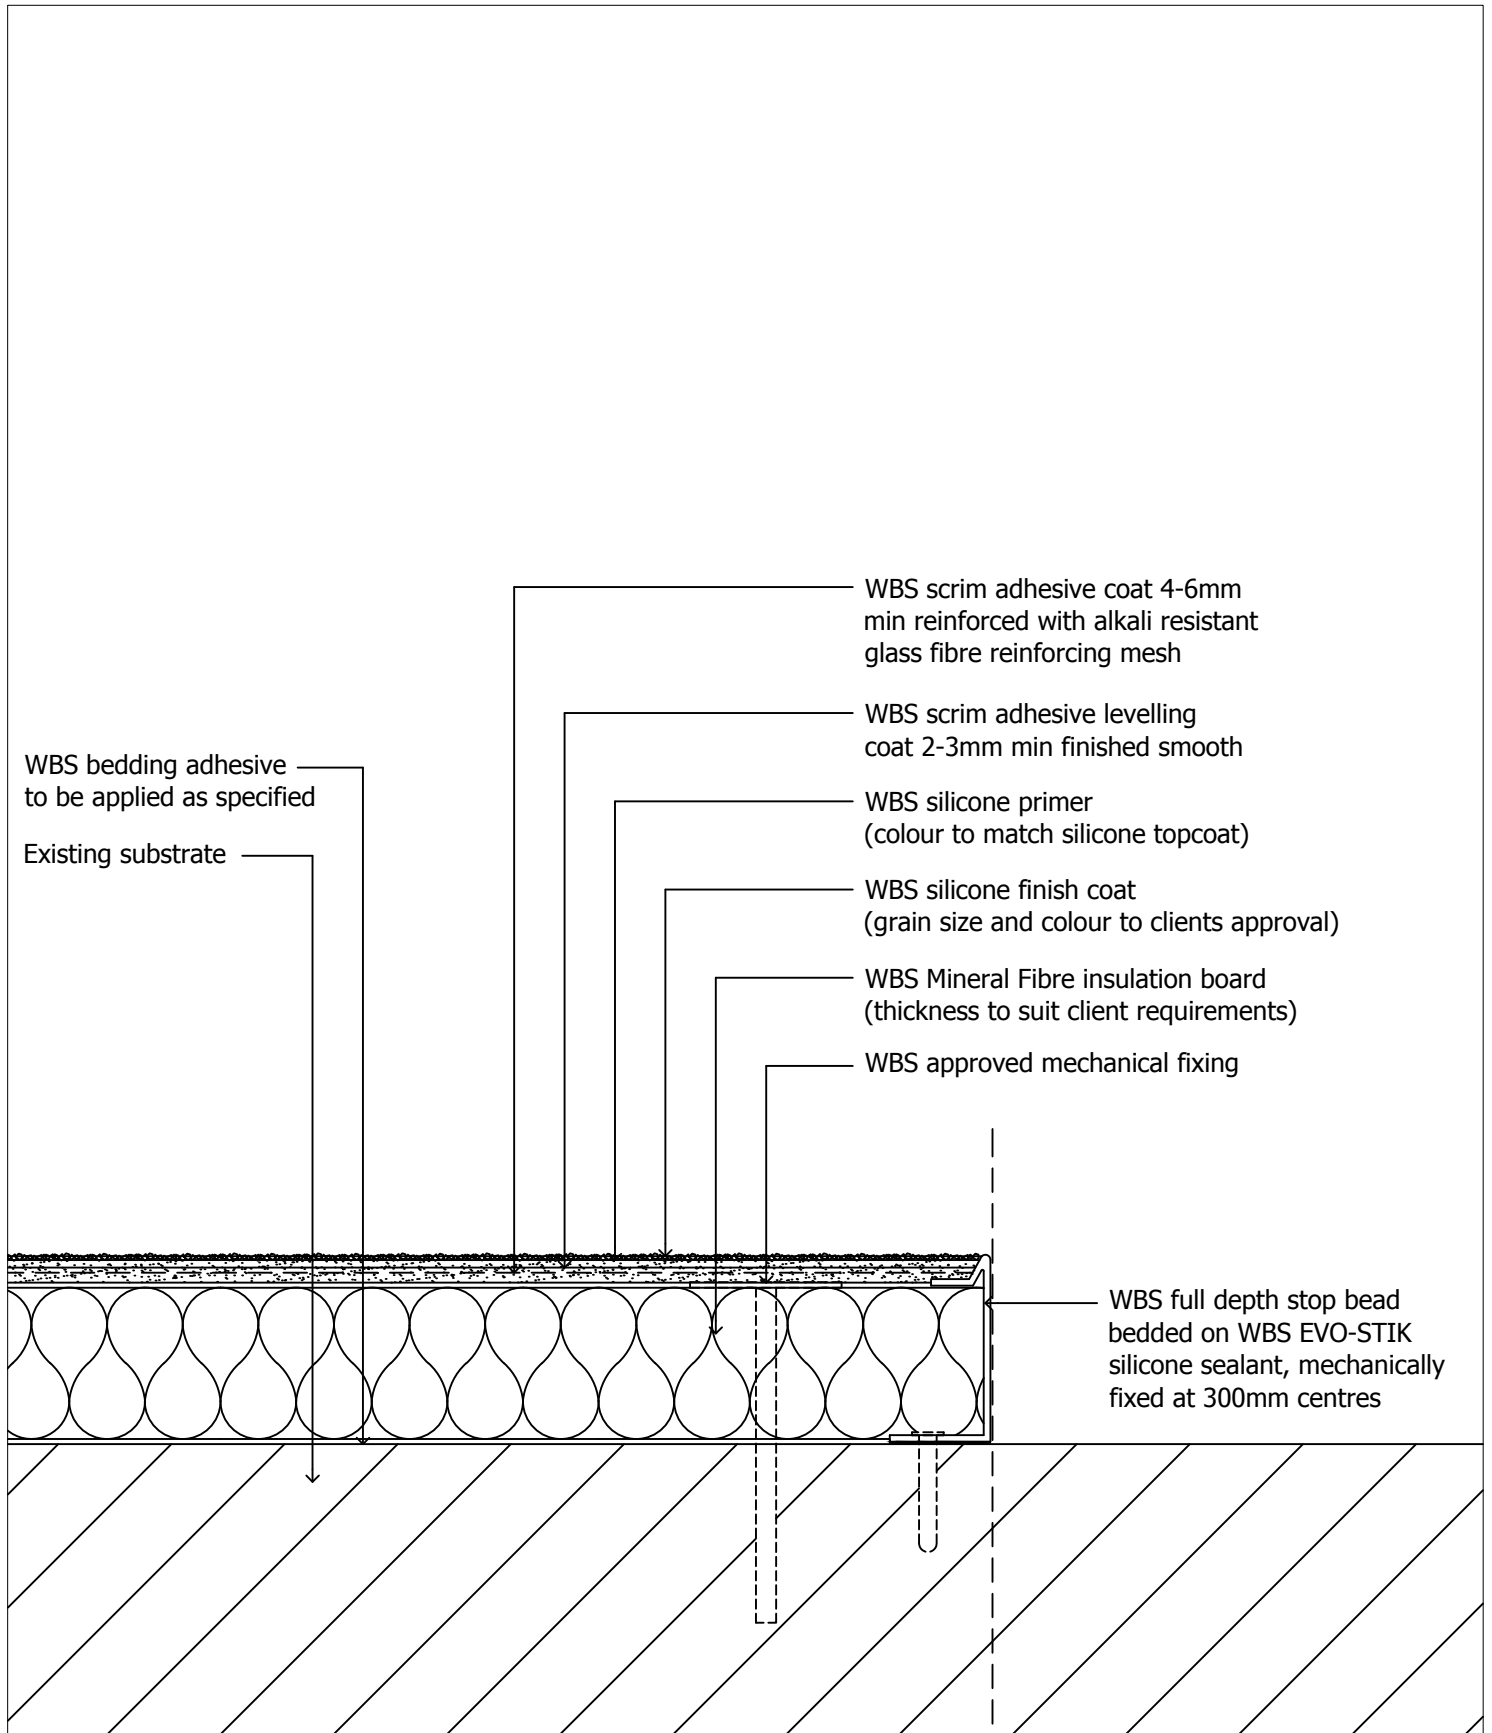 WBS scrim adhesive coat 4-6mm
min reinforced with alkali resistant
glass fibre reinforcing mesh
WBS scrim adhesive levelling
coat 2-3mm min finished smooth
WBS bedding adhesive
to be applied as specified
WBS silicone primer
(colour to match silicone topcoat)
Existing substrate
WBS silicone finish coat
(grain size and colour to clients approval)
WBS Mineral Fibre insulation board
(thickness to suit client requirements)
WBS approved mechanical fixing
WBS full depth stop bead
bedded on WBS EVO-STIK
silicone sealant, mechanically
fixed at 300mm centres